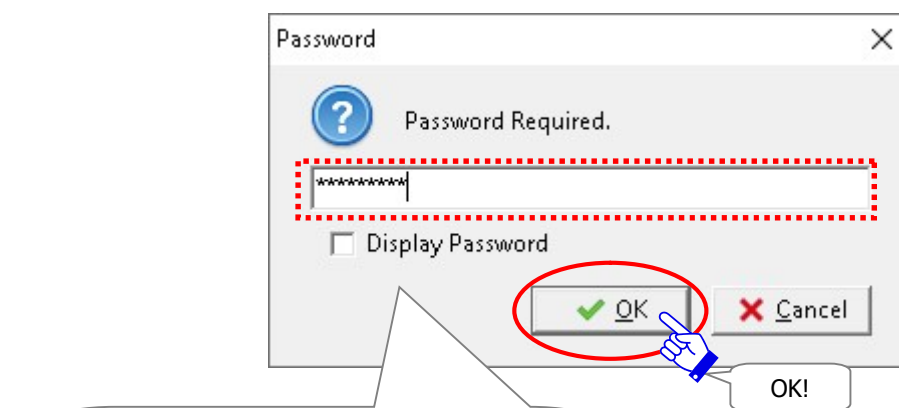 Password
?
Password Required.
*********
Display Password
OK
Cancel
OK!